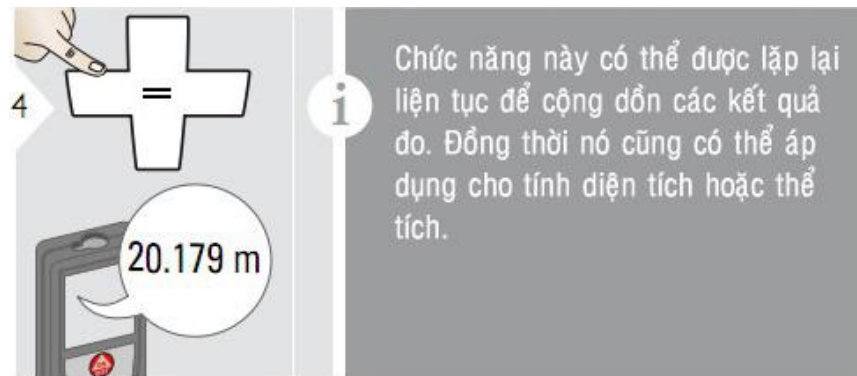 4
=
20.179 m
i
Chức năng này có thể được lặp lại
liện tục để cộng dồn các kết quả
đo. Đồng thời nó cũng có thể áp
dụng cho tính diện tích hoặc thể
tích.